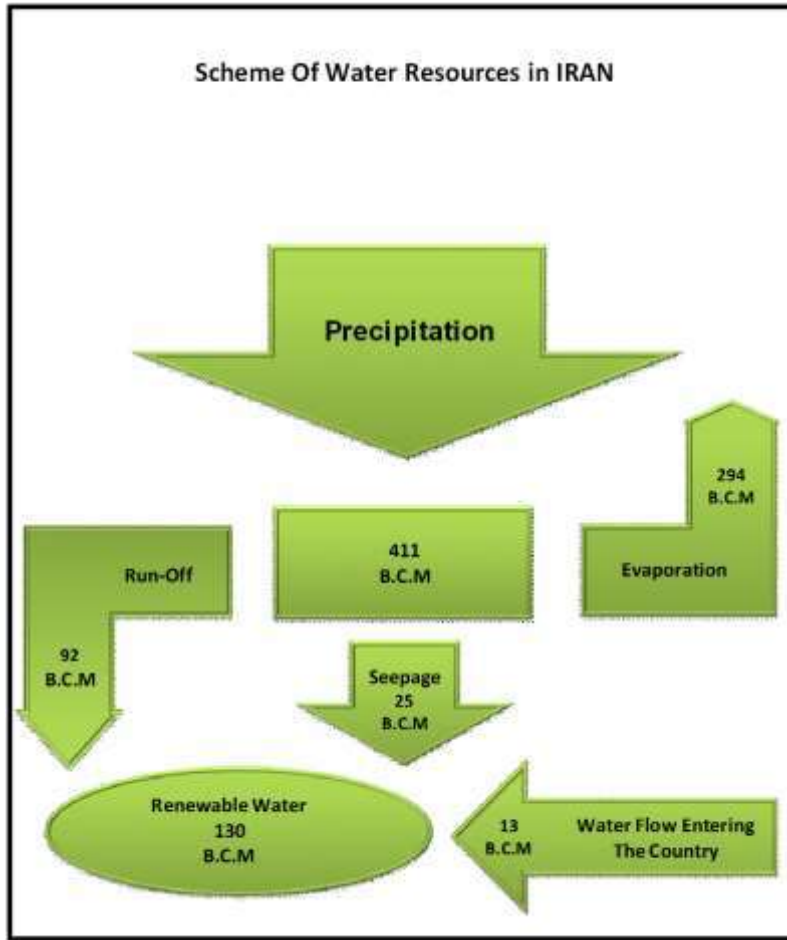 Scheme Of Water Resources in IRAN
Precipitation
294
B.C.M
Evaporation
411
B.C.M
Run-Off
92
B.C.M
Seepage
25
B.C.M
Renewable Water
130
B.C.M
13
B.C.M
Water Flow Entering
The Country